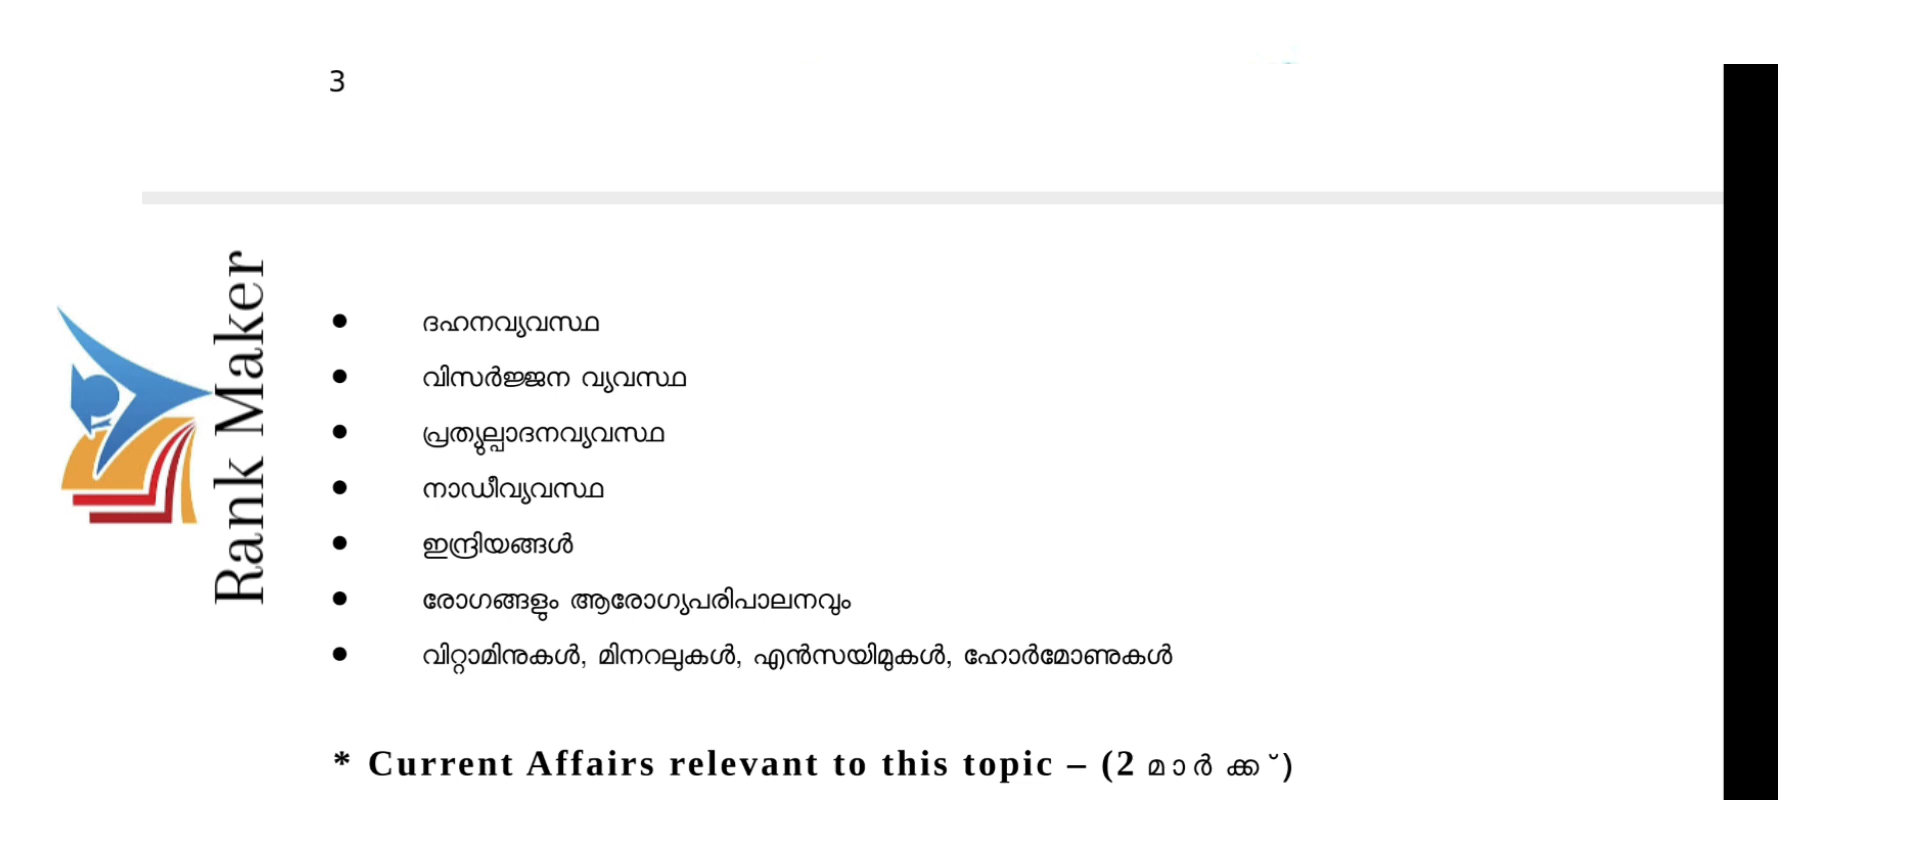 3
Rank Maker
● ദഹനവ്യവസ്ഥ
● വിസർജ്ജന വ്യവസ്ഥ
● പ്രത്യുല്പാദനവ്യവസ്ഥ
● നാഡീവ്യവസ്ഥ
● ഇന്ദ്രിയങ്ങൾ
● രോഗങ്ങളും ആരോഗ്യപരിപാലനവും
● വിറ്റാമിനുകൾ, മിനറലുകൾ, എൻസയിമുകൾ, ഹോർമോണുകൾ
* Current Affairs relevant to this topic – (2 മാർക്ക്)